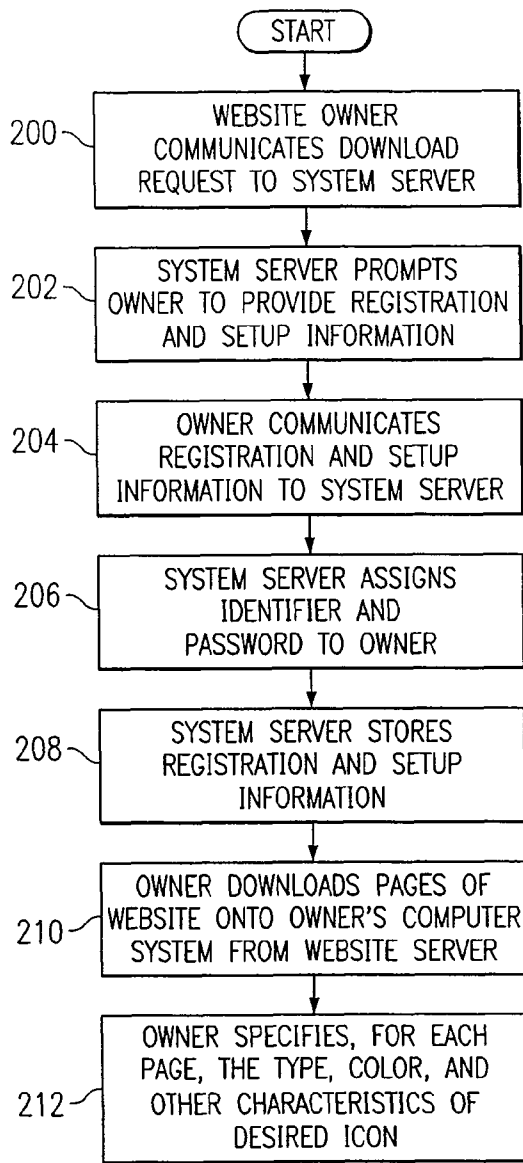 START
200
WEBSITE OWNER
COMMUNICATES DOWNLOAD
REQUEST TO SYSTEM SERVER
202
SYSTEM SERVER PROMPTS
OWNER TO PROVIDE REGISTRATION
AND SETUP INFORMATION
204
OWNER COMMUNICATES
REGISTRATION AND SETUP
INFORMATION TO SYSTEM SERVER
206
SYSTEM SERVER ASSIGNS
IDENTIFIER AND
PASSWORD TO OWNER
208
SYSTEM SERVER STORES
REGISTRATION AND SETUP
INFORMATION
210
OWNER DOWNLOADS PAGES OF
WEBSITE ONTO OWNER'S COMPUTER
SYSTEM FROM WEBSITE SERVER
212
OWNER SPECIFIES, FOR EACH
PAGE, THE TYPE, COLOR, AND
OTHER CHARACTERISTICS OF
DESIRED ICON